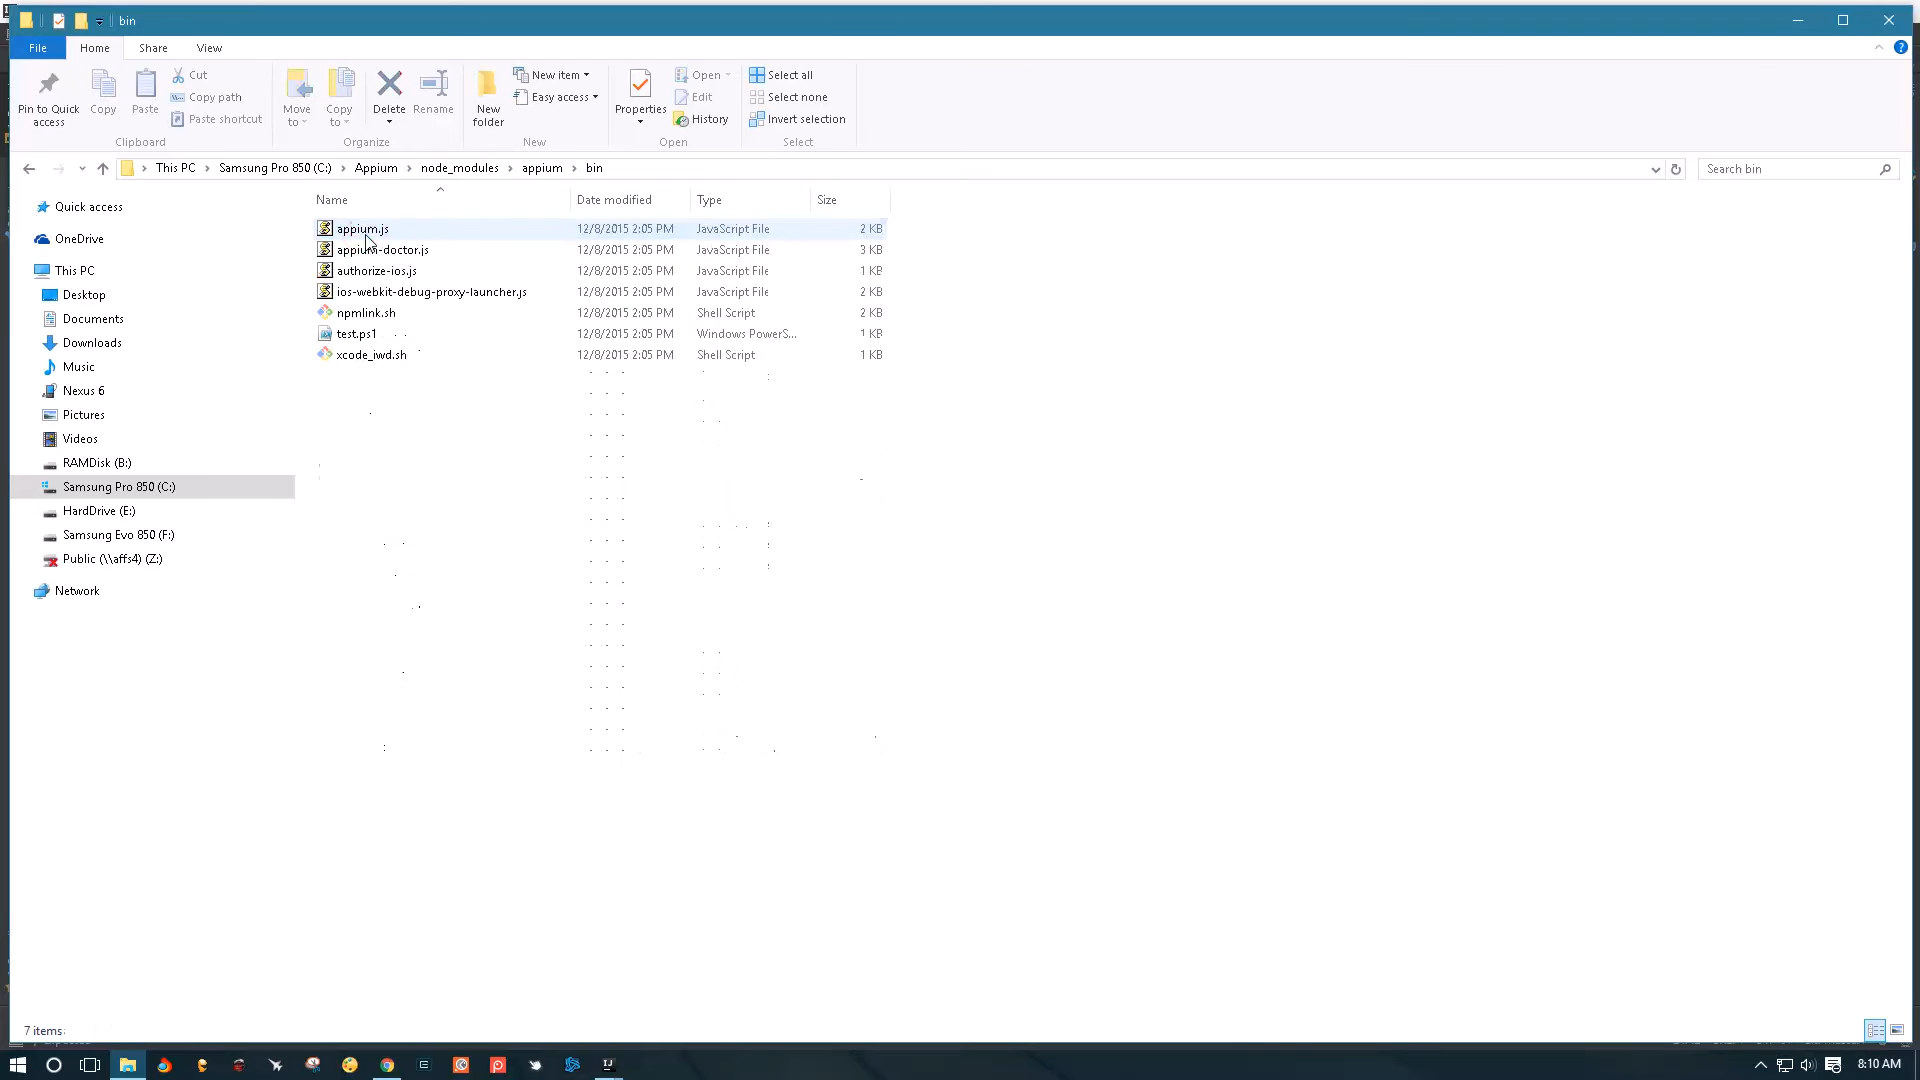 bin
File Home Share View
Pin to Quick access
Copy
Paste
Cut
Copy path
Paste shortcut
Clipboard
Move to
Copy to
Delete
Rename
Organize
New folder
New item
Easy access
New
Properties
Open
Edit
History
Open
Select all
Select none
Invert selection
Select
This PC > Samsung Pro 850 (C:) > Appium > node_modules > appium > bin
Search bin
Quick access
OneDrive
This PC
Desktop
Documents
Downloads
Music
Nexus 6
Pictures
Videos
RAMDisk (B:)
Samsung Pro 850 (C:)
HardDrive (E:)
Samsung Evo 850 (F:)
Public (\\affs4) (Z:)
Network
Name Date modified Type Size
appium.js 12/8/2015 2:05 PM JavaScript File 2 KB
appium-doctor.js 12/8/2015 2:05 PM JavaScript File 3 KB
authorize-ios.js 12/8/2015 2:05 PM JavaScript File 1 KB
ios-webkit-debug-proxy-launcher.js 12/8/2015 2:05 PM JavaScript File 2 KB
npmlink.sh 12/8/2015 2:05 PM Shell Script 2 KB
test.ps1 12/8/2015 2:05 PM Windows PowerS... 1 KB
xcode_iwd.sh 12/8/2015 2:05 PM Shell Script 1 KB
7 items
8:10 AM